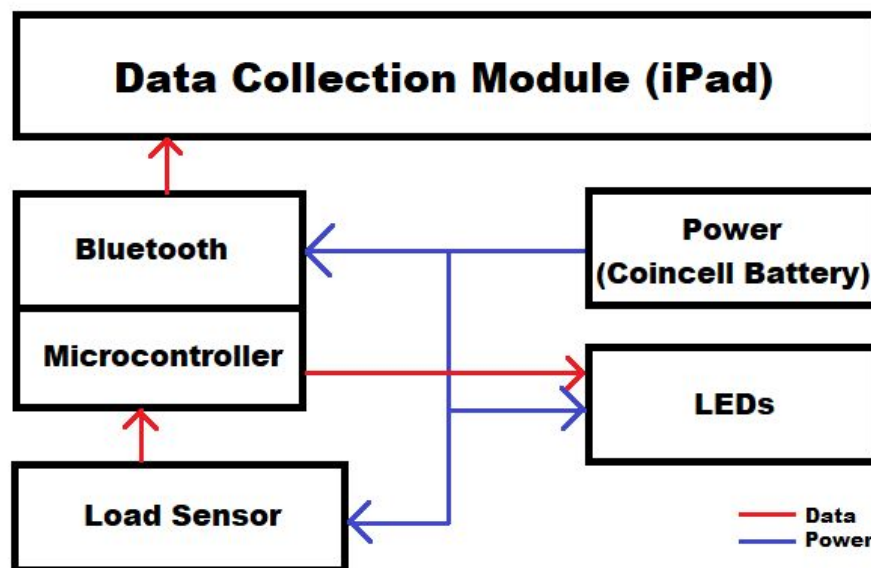 Data Collection Module (iPad)
Bluetooth
Power
(Coincell Battery)
Microcontroller
LEDs
Load Sensor
Data
Power